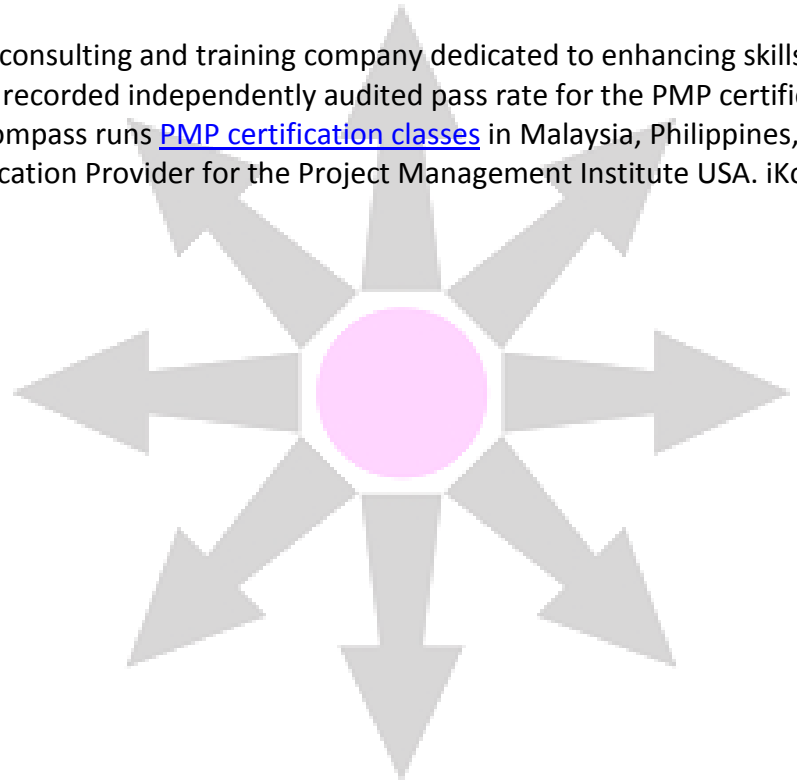 consulting and training company dedicated to enhancing skills
recorded independently audited pass rate for the PMP certific
ompass runs PMP certification classes in Malaysia, Philippines,
cation Provider for the Project Management Institute USA. iKo